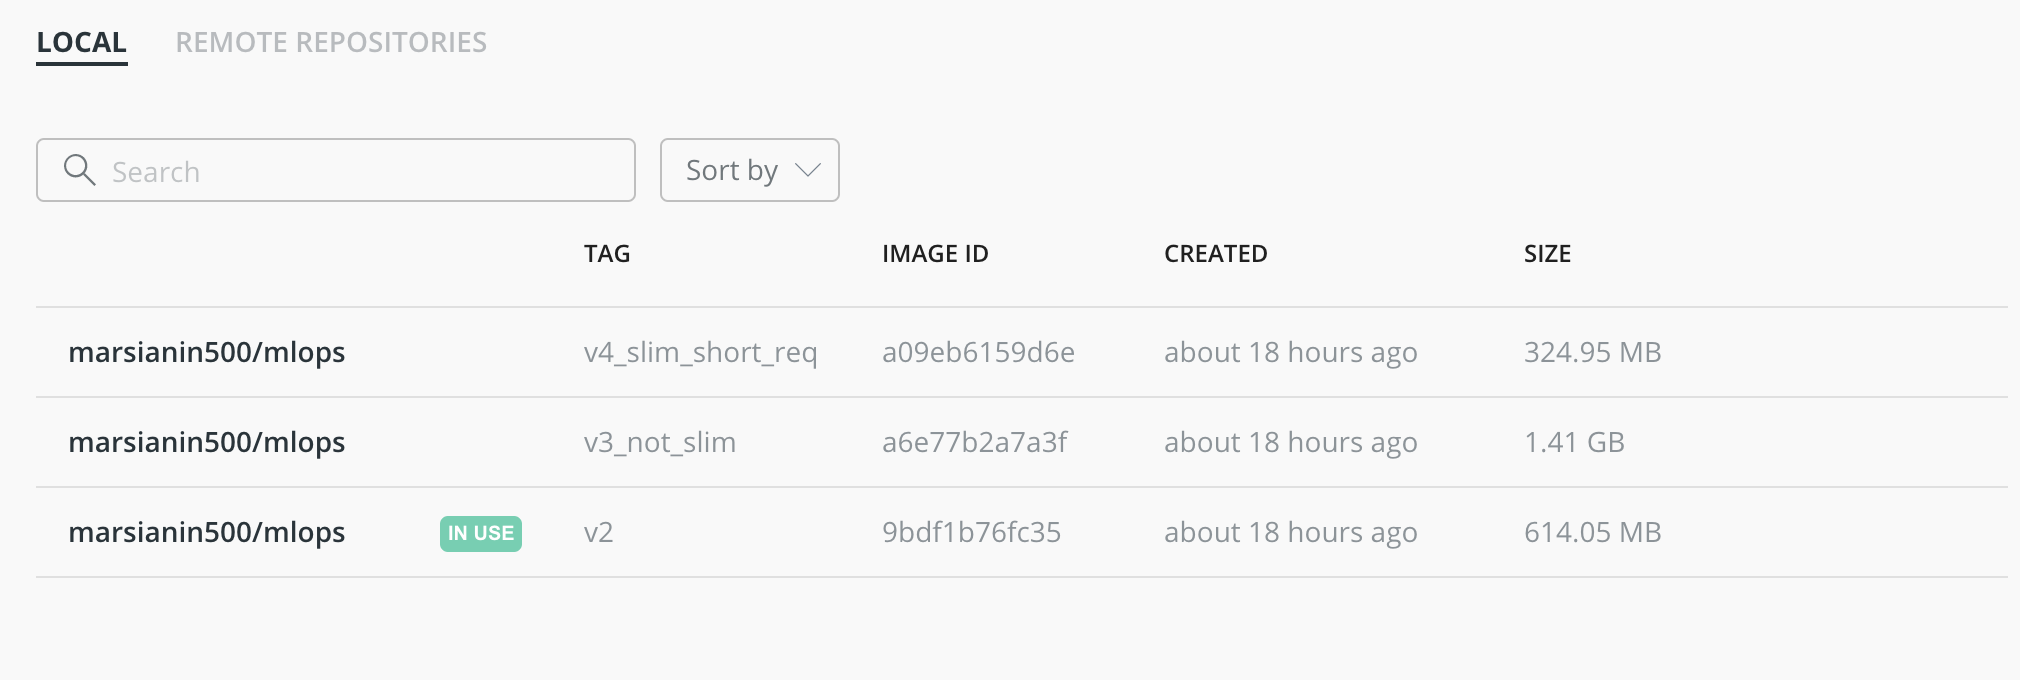 LOCAL REMOTE REPOSITORIES
Search Sort by
TAG IMAGE ID CREATED SIZE
marsianin500/mlops v4_slim_short_req a09eb6159d6e about 18 hours ago 324.95 MB
marsianin500/mlops v3_not_slim a6e77b2a7a3f about 18 hours ago 1.41 GB
marsianin500/mlops IN USE v2 9bdf1b76fc35 about 18 hours ago 614.05 MB